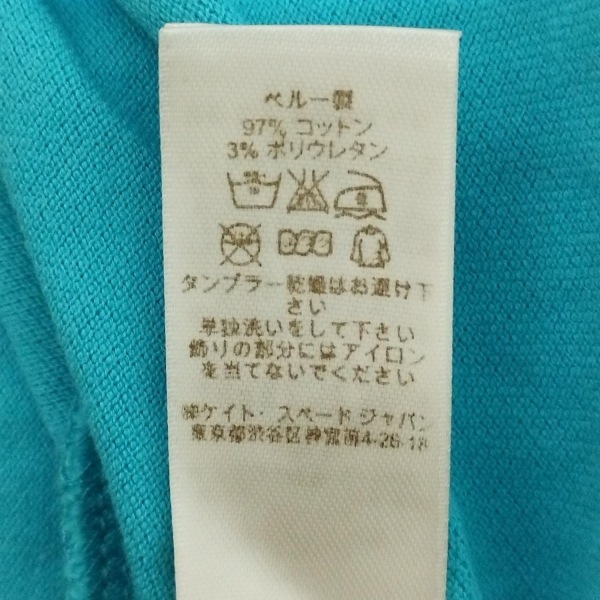 ペルー製
97% コットン
3% ポリウレタン
タンブラー乾燥はお避け下
さい
単独洗いをして下さい
飾りの部分にはアイロン
を当てないでください
㈱ケイト・スペード ジャパン
東京都渋谷区神宮前4-26-18